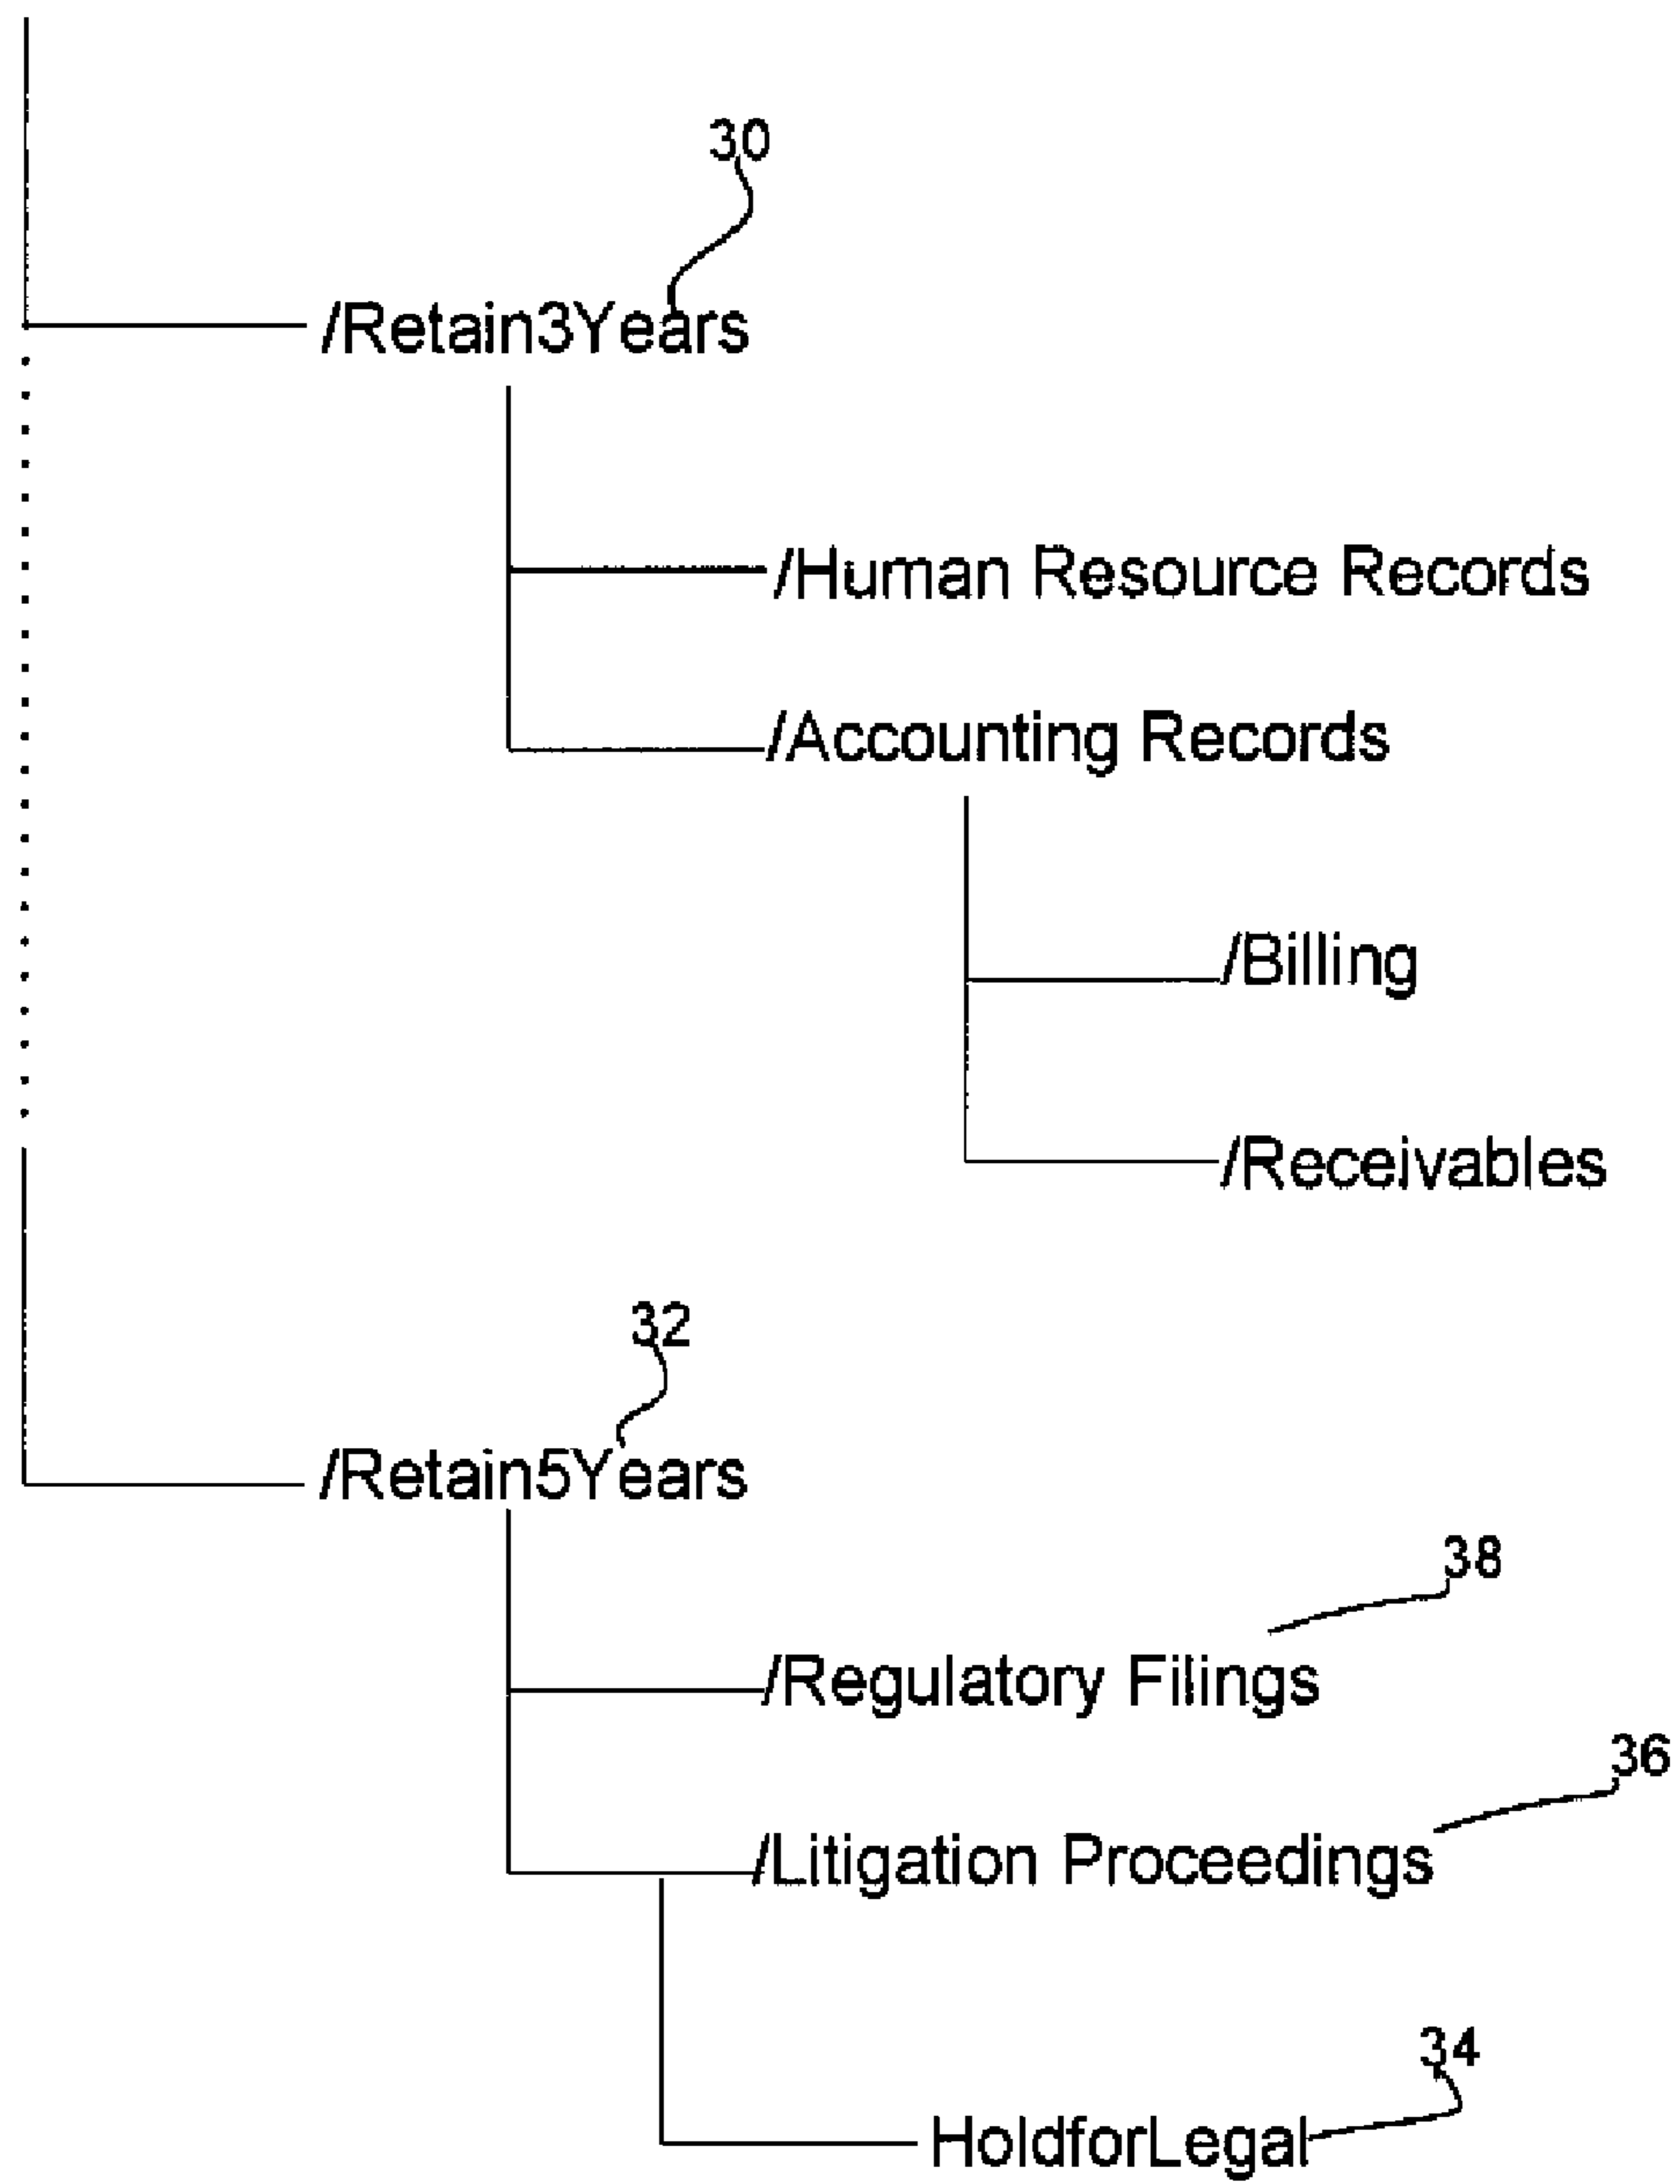 30
/Retain3Years
/Human Resource Records
/Accounting Records
/Billing
/Receivables
32
/Retain5Years
38
/Regulatory Filings
36
/Litigation Proceedings
34
HoldforLegal